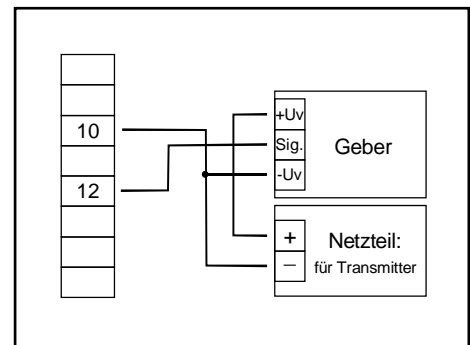 10
12
+Uv
Sig.
-Uv
Geber
+
−
Netzteil:
für Transmitter